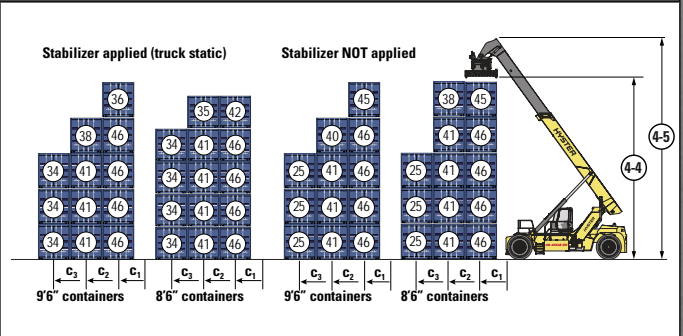 Stabilizer applied (truck static)
36
38 46
34 41 46
34 41 46
34 41 46
c3 c2 c1
9'6" containers
35 42
34 41 46
34 41 46
34 41 46
34 41 46
c3 c2 c1
8'6" containers
Stabilizer NOT applied
45
40 46
25 41 46
25 41 46
25 41 46
c3 c2 c1
9'6" containers
38 45
41 46
25 41 46
25 41 46
25 41 46
c3 c2 c1
8'6" containers
HYSTER
4-4
4-5